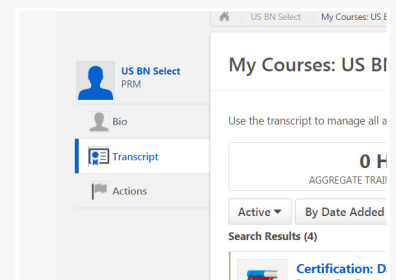 US BN Select
My Courses: US
US BN Select
PRM
Bio
Transcript
Actions
My Courses: US
Use the transcript to manage all a
0 H
AGGREGATE TRAI
Active
By Date Added
Search Results (4)
Certification: D